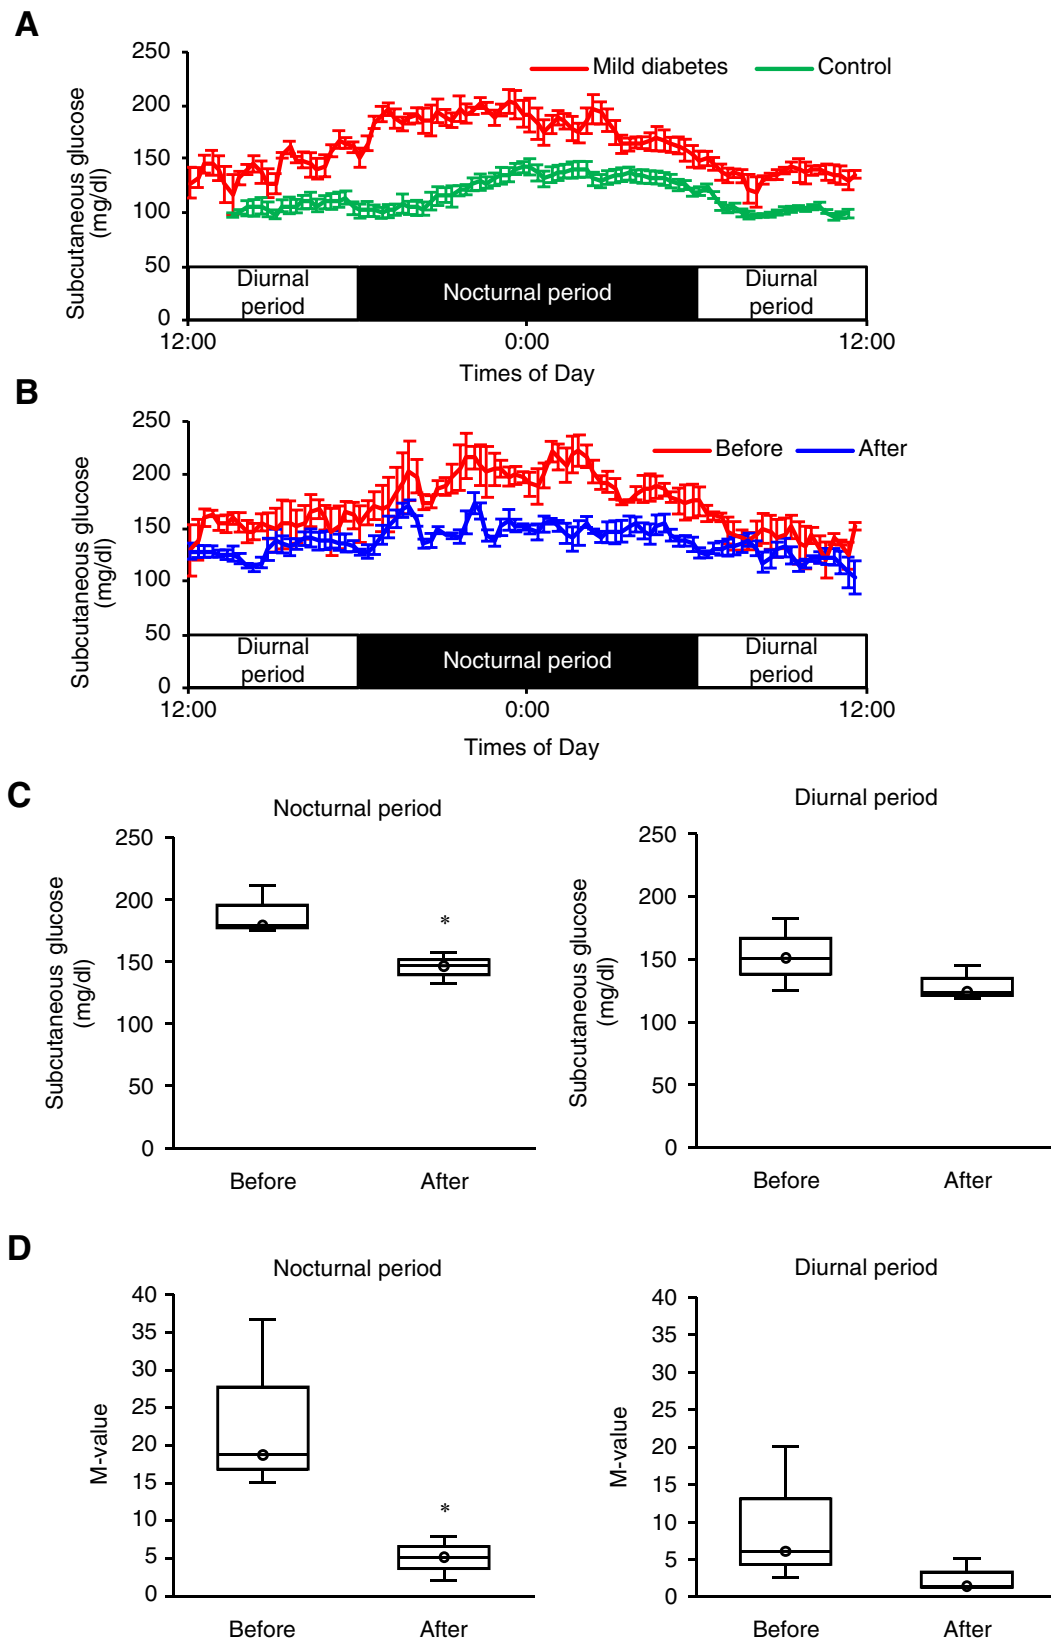 A
250
200
150
100
50
0
Subcutaneous glucose
(mg/dl)
Mild diabetes
Control
Diurnal
period
Nocturnal period
Diurnal
period
12:00
0:00
12:00
Times of Day
B
250
200
150
100
50
0
Subcutaneous glucose
(mg/dl)
Before
After
Diurnal
period
Nocturnal period
Diurnal
period
12:00
0:00
12:00
Times of Day
C
Nocturnal period
250
200
150
100
50
0
Subcutaneous glucose
(mg/dl)
*
Before
After
Diurnal period
250
200
150
100
50
0
Subcutaneous glucose
(mg/dl)
Before
After
D
Nocturnal period
40
35
30
25
20
15
10
5
0
M-value
*
Before
After
Diurnal period
40
35
30
25
20
15
10
5
0
M-value
Before
After